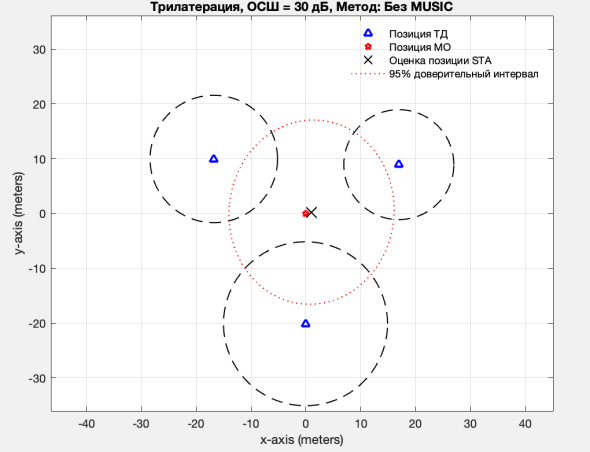 Трилатерация, ОСШ = 30 дБ, Метод: Без MUSIC
Позиция ТД
Позиция МО
Оценка позиции STA
95% доверительный интервал
30
20
10
0
-10
-20
-30
y-axis (meters)
-40
-30
-20
-10
0
10
20
30
40
x-axis (meters)